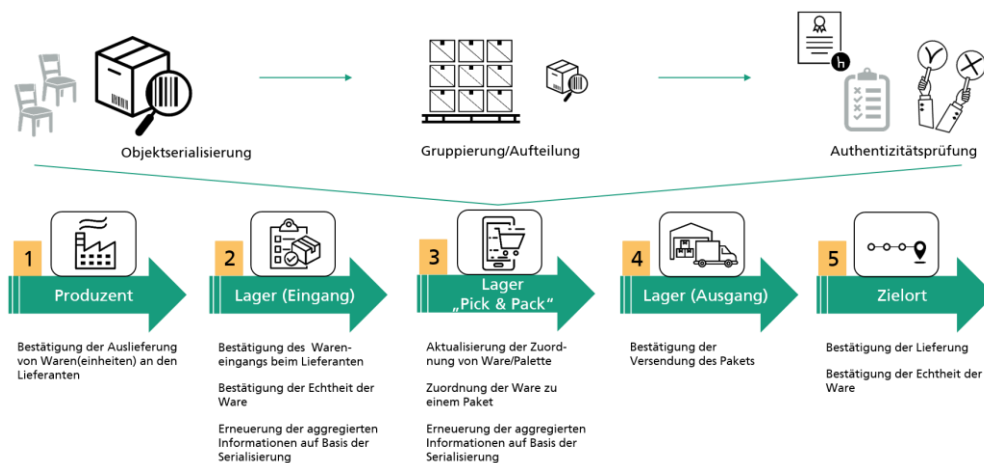 Objektserialisierung
Gruppierung/Aufteilung
Authentizitätsprüfung
1
Produzent
Bestätigung der Auslieferung
von Waren(einheiten) an den
Lieferanten
2
Lager (Eingang)
Bestätigung des Waren-
eingangs beim Lieferanten
Bestätigung der Echtheit der
Ware
Erneuerung der aggregierten
Informationen auf Basis der
Serialisierung
3
Lager
„Pick & Pack“
Aktualisierung der Zuord-
nung von Ware/Palette
Zuordnung der Ware zu
einem Paket
Erneuerung der aggregierten
Informationen auf Basis der
Serialisierung
4
Lager (Ausgang)
Bestätigung der
Versendung des Pakets
5
Zielort
Bestätigung der Lieferung
Bestätigung der Echtheit der
Ware